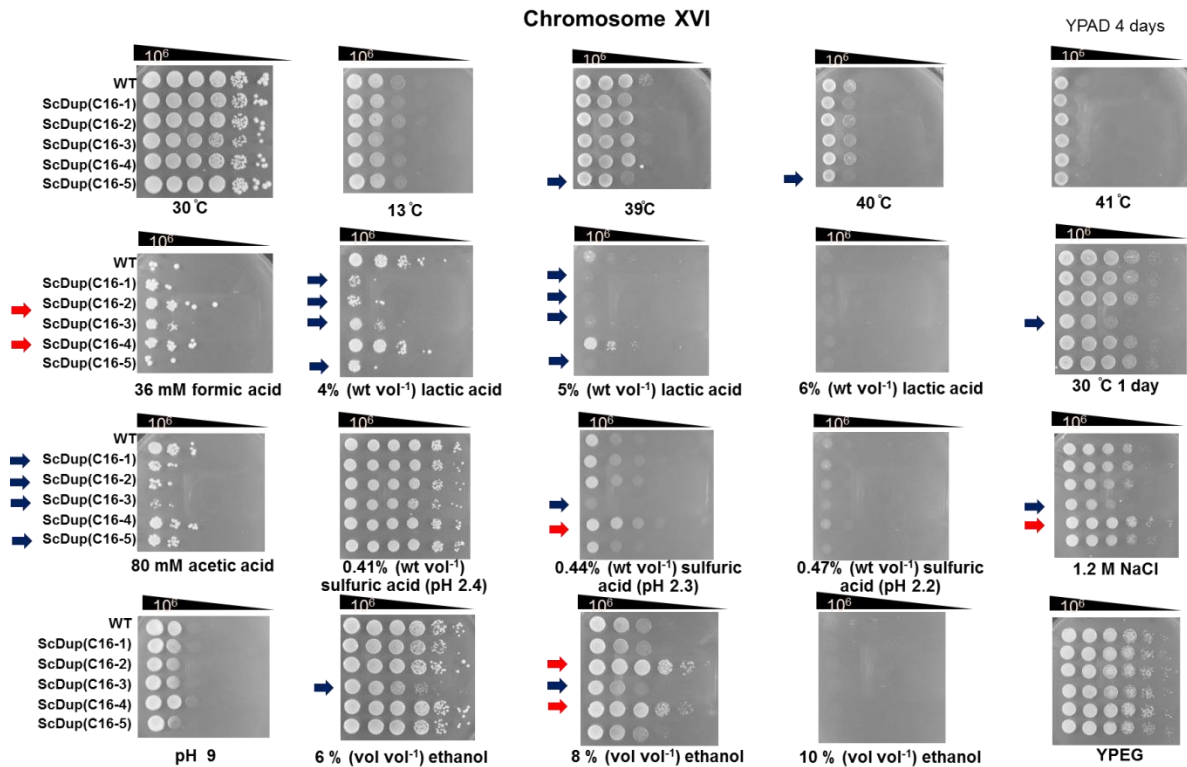 Chromosome XVI
YPAD 4 days
10⁶ 10⁶ 10⁶ 10⁶
WT
ScDup(C16-1)
ScDup(C16-2)
ScDup(C16-3)
ScDup(C16-4)
ScDup(C16-5)
30℃ 13℃ 39℃ 40℃ 41℃
10⁶ 10⁶ 10⁶ 10⁶ 10⁶
WT
ScDup(C16-1)
ScDup(C16-2)
ScDup(C16-3)
ScDup(C16-4)
ScDup(C16-5)
36 mM formic acid 4% (wt vol⁻¹) lactic acid 5% (wt vol⁻¹) lactic acid 6% (wt vol⁻¹) lactic acid 30 ℃ 1 day
10⁶ 10⁶ 10⁶ 10⁶ 10⁶
WT
ScDup(C16-1)
ScDup(C16-2)
ScDup(C16-3)
ScDup(C16-4)
ScDup(C16-5)
80 mM acetic acid 0.41% (wt vol⁻¹) sulfuric acid (pH 2.4) 0.44% (wt vol⁻¹) sulfuric acid (pH 2.3) 0.47% (wt vol⁻¹) sulfuric acid (pH 2.2) 1.2 M NaCl
10⁶ 10⁶ 10⁶ 10⁶
WT
ScDup(C16-1)
ScDup(C16-2)
ScDup(C16-3)
ScDup(C16-4)
ScDup(C16-5)
pH 9 6 % (vol vol⁻¹) ethanol 8 % (vol vol⁻¹) ethanol 10 % (vol vol⁻¹) ethanol YPEG